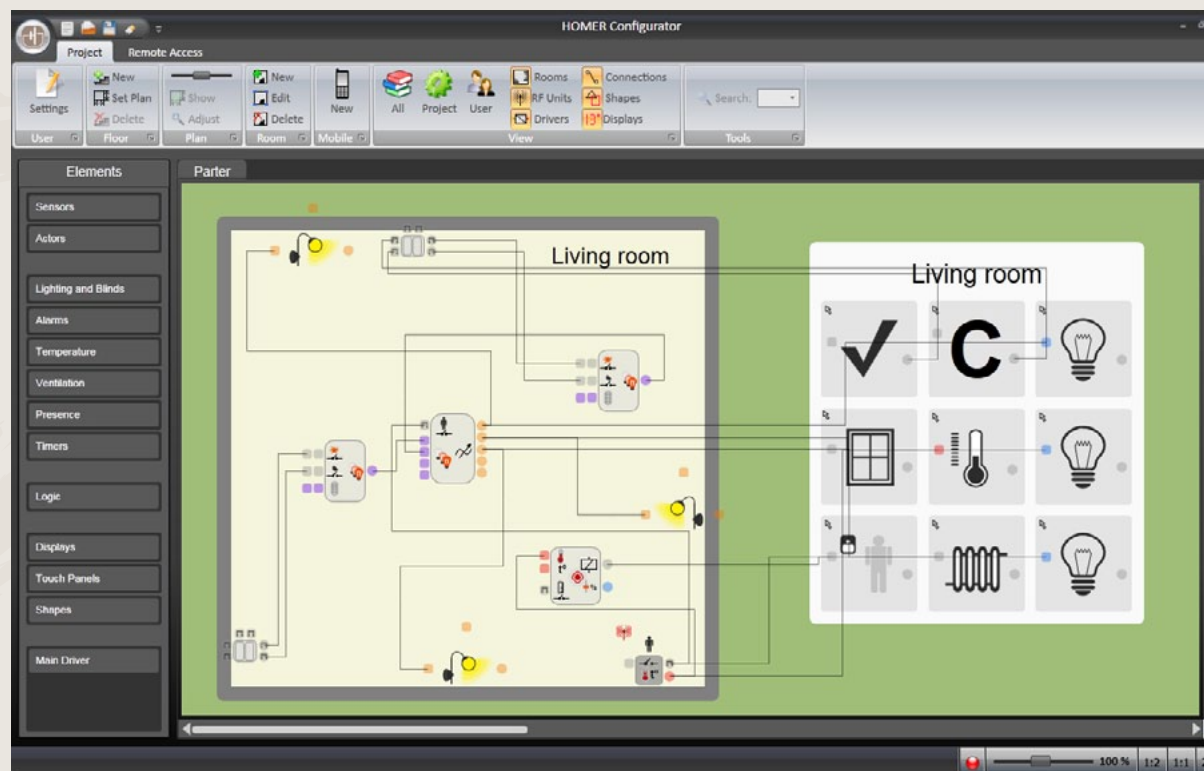 HOMER Configurator
Project Remote Access
Settings
New
Set Plan
Delete
Show
Adjust
New
Edit
Delete
New
All
Project
User
Rooms
RF Units
Drivers
Connections
Shapes
Displays
Search:
User Floor Plan Room Mobile View Tools
Elements
Parter
Sensors
Actors
Lighting and Blinds
Alarms
Temperature
Ventilation
Presence
Timers
Logic
Displays
Touch Panels
Shapes
Main Driver
Living room
Living room
C
100 % 1:2 1:1